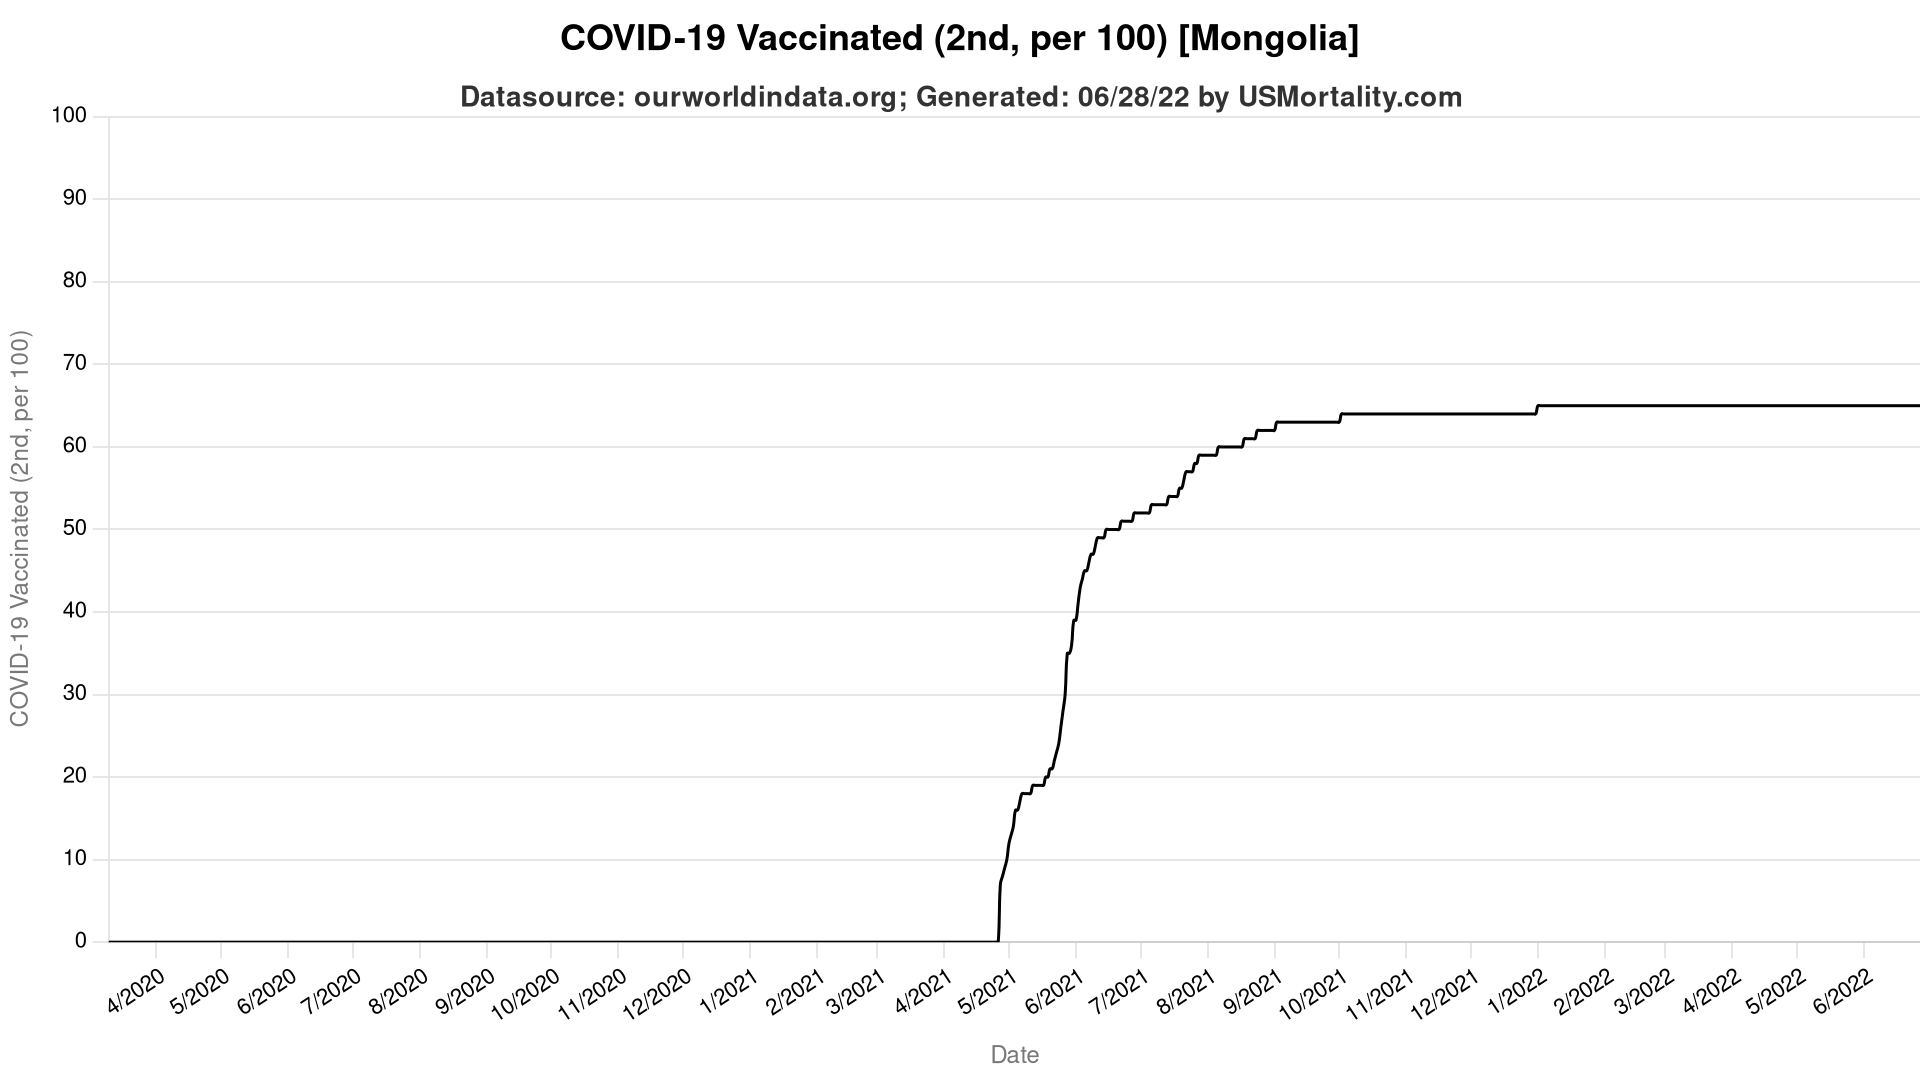 COVID-19 Vaccinated (2nd, per 100) [Mongolia]
Datasource: ourworldindata.org; Generated: 06/28/22 by USMortality.com
100
90
80
70
60
50
40
30
20
10
0
COVID-19 Vaccinated (2nd, per 100)
4/2020 5/2020 6/2020 7/2020 8/2020 9/2020 10/2020 11/2020 12/2020 1/2021 2/2021 3/2021 4/2021 5/2021 6/2021 7/2021 8/2021 9/2021 10/2021 11/2021 12/2021 1/2022 2/2022 3/2022 4/2022 5/2022 6/2022
Date